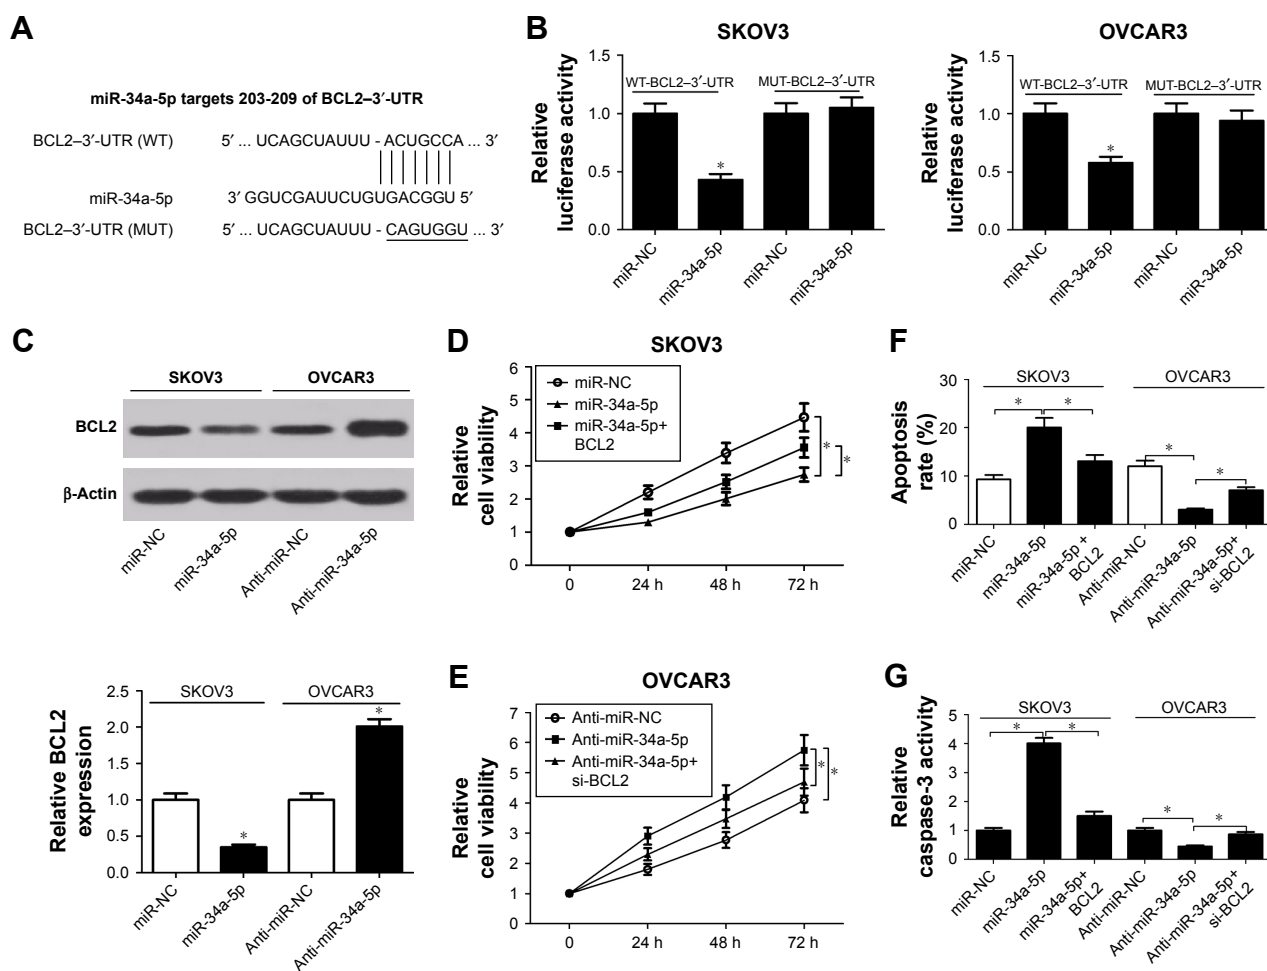 A
miR-34a-5p targets 203-209 of BCL2–3′-UTR
BCL2–3′-UTR (WT) 5′ ... UCAGCUAUUU - ACUGCCA ... 3′
miR-34a-5p 3′ GGUCGAUUCUGUGACGGU 5′
BCL2–3′-UTR (MUT) 5′ ... UCAGCUAUUU - CAGUGGU ... 3′
B
SKOV3
Relative
luciferase activity
1.5
1.0
0.5
0.0
WT-BCL2–3′-UTR MUT-BCL2–3′-UTR
*
miR-NC
miR-34a-5p
miR-NC
miR-34a-5p
OVCAR3
Relative
luciferase activity
1.5
1.0
0.5
0.0
WT-BCL2–3′-UTR MUT-BCL2–3′-UTR
*
miR-NC
miR-34a-5p
miR-NC
miR-34a-5p
C
SKOV3 OVCAR3
BCL2
β-Actin
miR-NC
miR-34a-5p
Anti-miR-NC
Anti-miR-34a-5p
Relative BCL2
expression
2.5
2.0
1.5
1.0
0.5
0.0
SKOV3 OVCAR3
*
*
miR-NC
miR-34a-5p
Anti-miR-NC
Anti-miR-34a-5p
D
SKOV3
Relative
cell viability
6
5
4
3
2
1
0
miR-NC
miR-34a-5p
miR-34a-5p+
BCL2
*
*
0 24 h 48 h 72 h
E
OVCAR3
Relative
cell viability
7
6
5
4
3
2
1
0
Anti-miR-NC
Anti-miR-34a-5p
Anti-miR-34a-5p+
si-BCL2
*
*
0 24 h 48 h 72 h
F
Apoptosis
rate (%)
30
20
10
0
SKOV3 OVCAR3
* *
* *
miR-NC
miR-34a-5p
miR-34a-5p +
BCL2
Anti-miR-NC
Anti-miR-34a-5p
Anti-miR-34a-5p+
si-BCL2
G
Relative
caspase-3 activity
5
4
3
2
1
0
SKOV3 OVCAR3
* *
* *
miR-NC
miR-34a-5p
miR-34a-5p+
BCL2
Anti-miR-NC
Anti-miR-34a-5p
Anti-miR-34a-5p+
si-BCL2